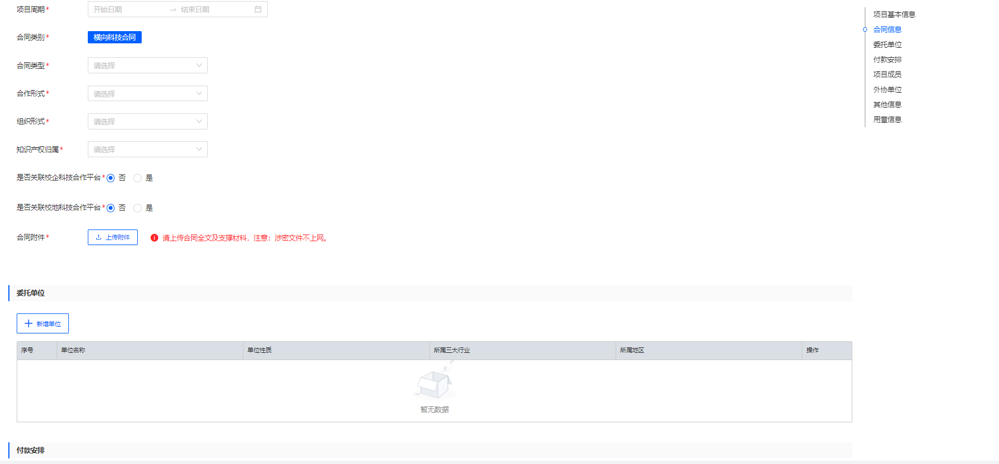 项目周期* 开始日期 结束日期
合同类别* 横向科技合同
合同类型* 请选择
合作形式* 请选择
组织形式* 请选择
知识产权归属* 请选择
是否关联校企科技合作平台* 否 是
是否关联校地科技合作平台* 否 是
合同附件* 上传附件 请上传合同全文及支撑材料，注意：涉密文件不上网。
委托单位
新增单位
序号 单位名称 单位性质 所属三大行业 所属地区 操作
暂无数据
付款安排
项目基本信息
合同信息
委托单位
付款安排
项目成员
外协单位
其他信息
用章信息